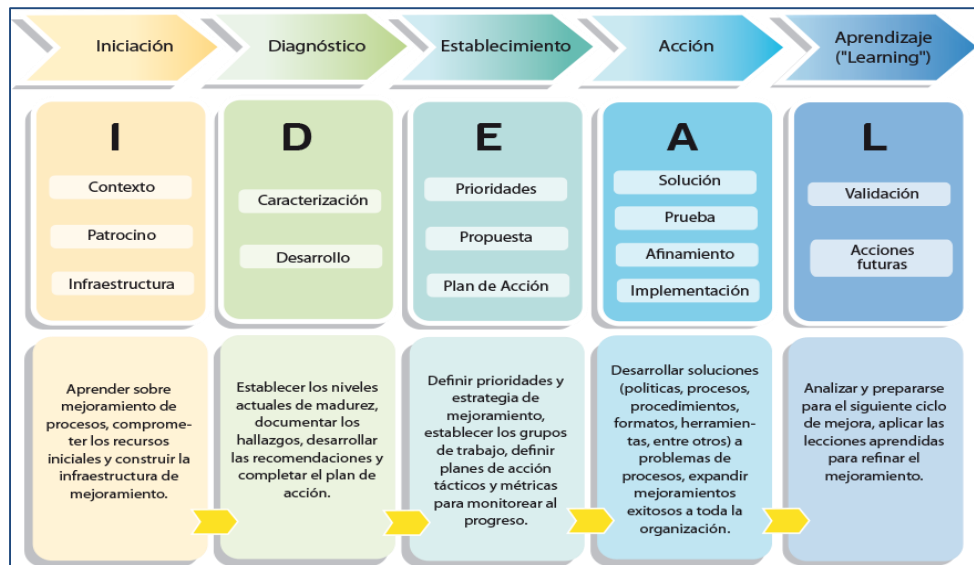 Iniciación
Diagnóstico
Establecimiento
Acción
Aprendizaje
("Learning")
I
Contexto
Patrocino
Infraestructura
D
Caracterización
Desarrollo
E
Prioridades
Propuesta
Plan de Acción
A
Solución
Prueba
Afinamiento
Implementación
L
Validación
Acciones
futuras
Aprender sobre
mejoramiento de
procesos, comprome-
ter los recursos
iniciales y construir la
infraestructura de
mejoramiento.
Establecer los niveles
actuales de madurez,
documentar los
hallazgos, desarrollar
las recomendaciones y
completar el plan de
acción.
Definir prioridades y
estrategia de
mejoramiento,
establecer los grupos
de trabajo, definir
planes de acción
tácticos y métricas
para monitorear al
progreso.
Desarrollar soluciones
(politicas, procesos,
procedimientos,
formatos, herramien-
tas, entre otros) a
problemas de
procesos, expandir
mejoramientos
exitosos a toda la
organización.
Analizar y prepararse
para el siguiente ciclo
de mejora, aplicar las
lecciones aprendidas
para refinar el
mejoramiento.